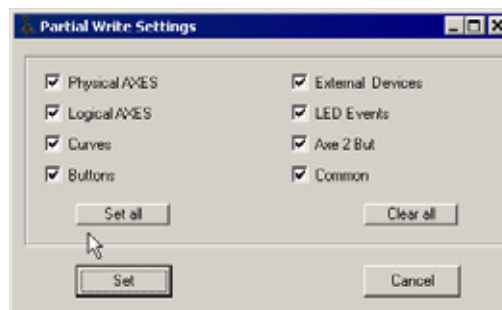 Partial Write Settings
Physical AXES
External Devices
Logical AXES
LED Events
Curves
Axe 2 But
Buttons
Common
Set all
Clear all
Set
Cancel